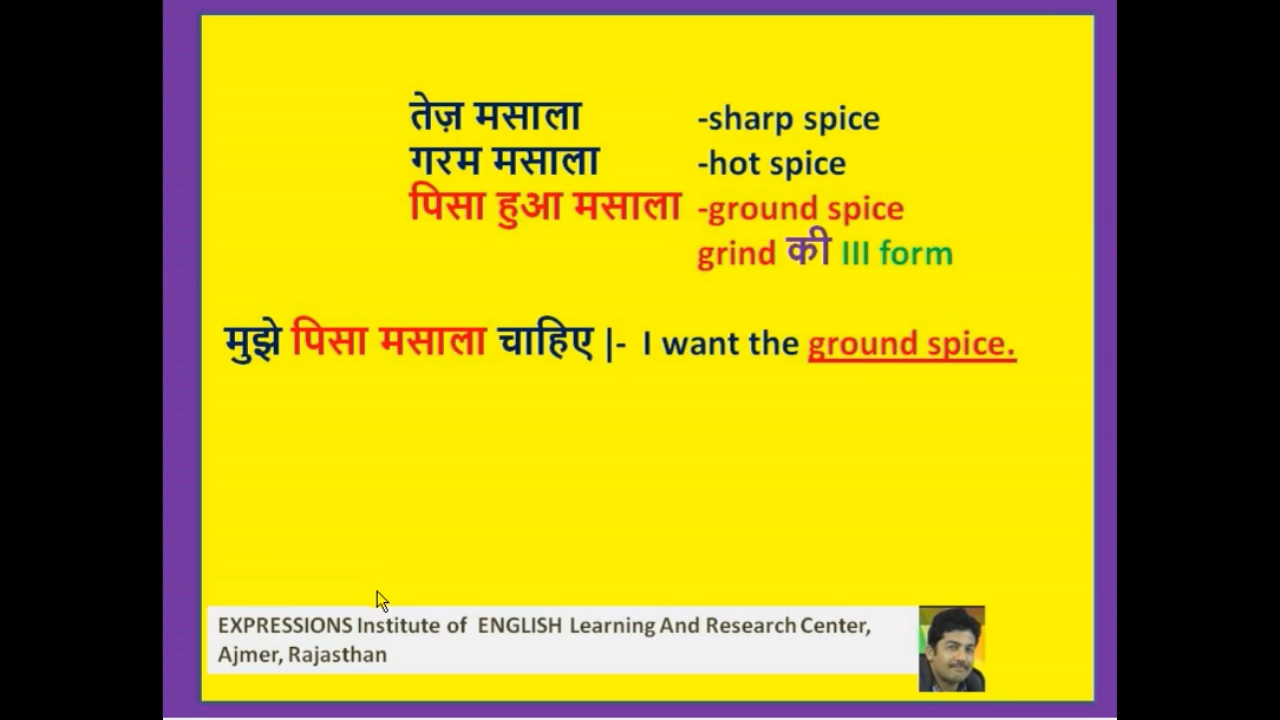 तेज़ मसाला -sharp spice
गरम मसाला -hot spice
पिसा हुआ मसाला -ground spice
grind की III form
मुझे पिसा मसाला चाहिए |- I want the ground spice.
EXPRESSIONS Institute of ENGLISH Learning And Research Center,
Ajmer, Rajasthan